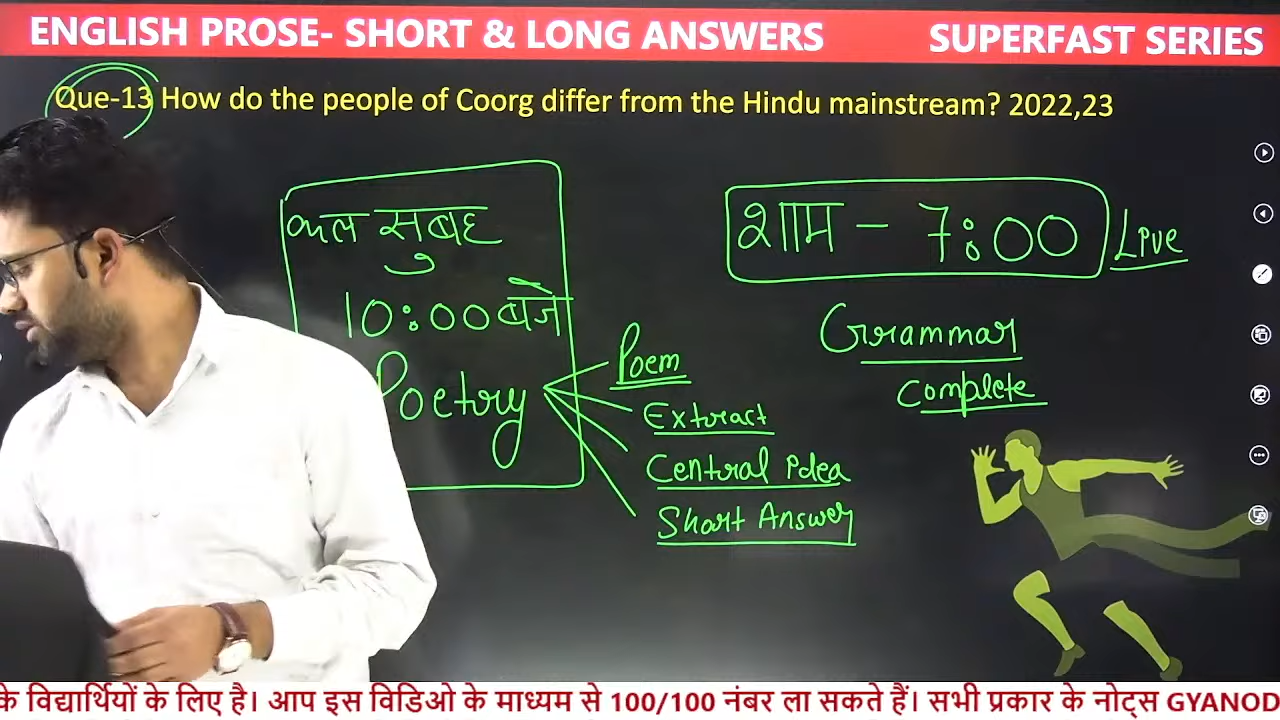 ENGLISH PROSE- SHORT & LONG ANSWERS
SUPERFAST SERIES
Que-13 How do the people of Coorg differ from the Hindu mainstream? 2022,23
कल सुबह
10:00 बजे
Poetry
Poem
Extract
Central Idea
Short Answer
शाम - 7:00
Live
Grammar
Complete
के विद्यार्थियों के लिए है। आप इस विडिओ के माध्यम से 100/100 नंबर ला सकते हैं। सभी प्रकार के नोट्स GYANOD